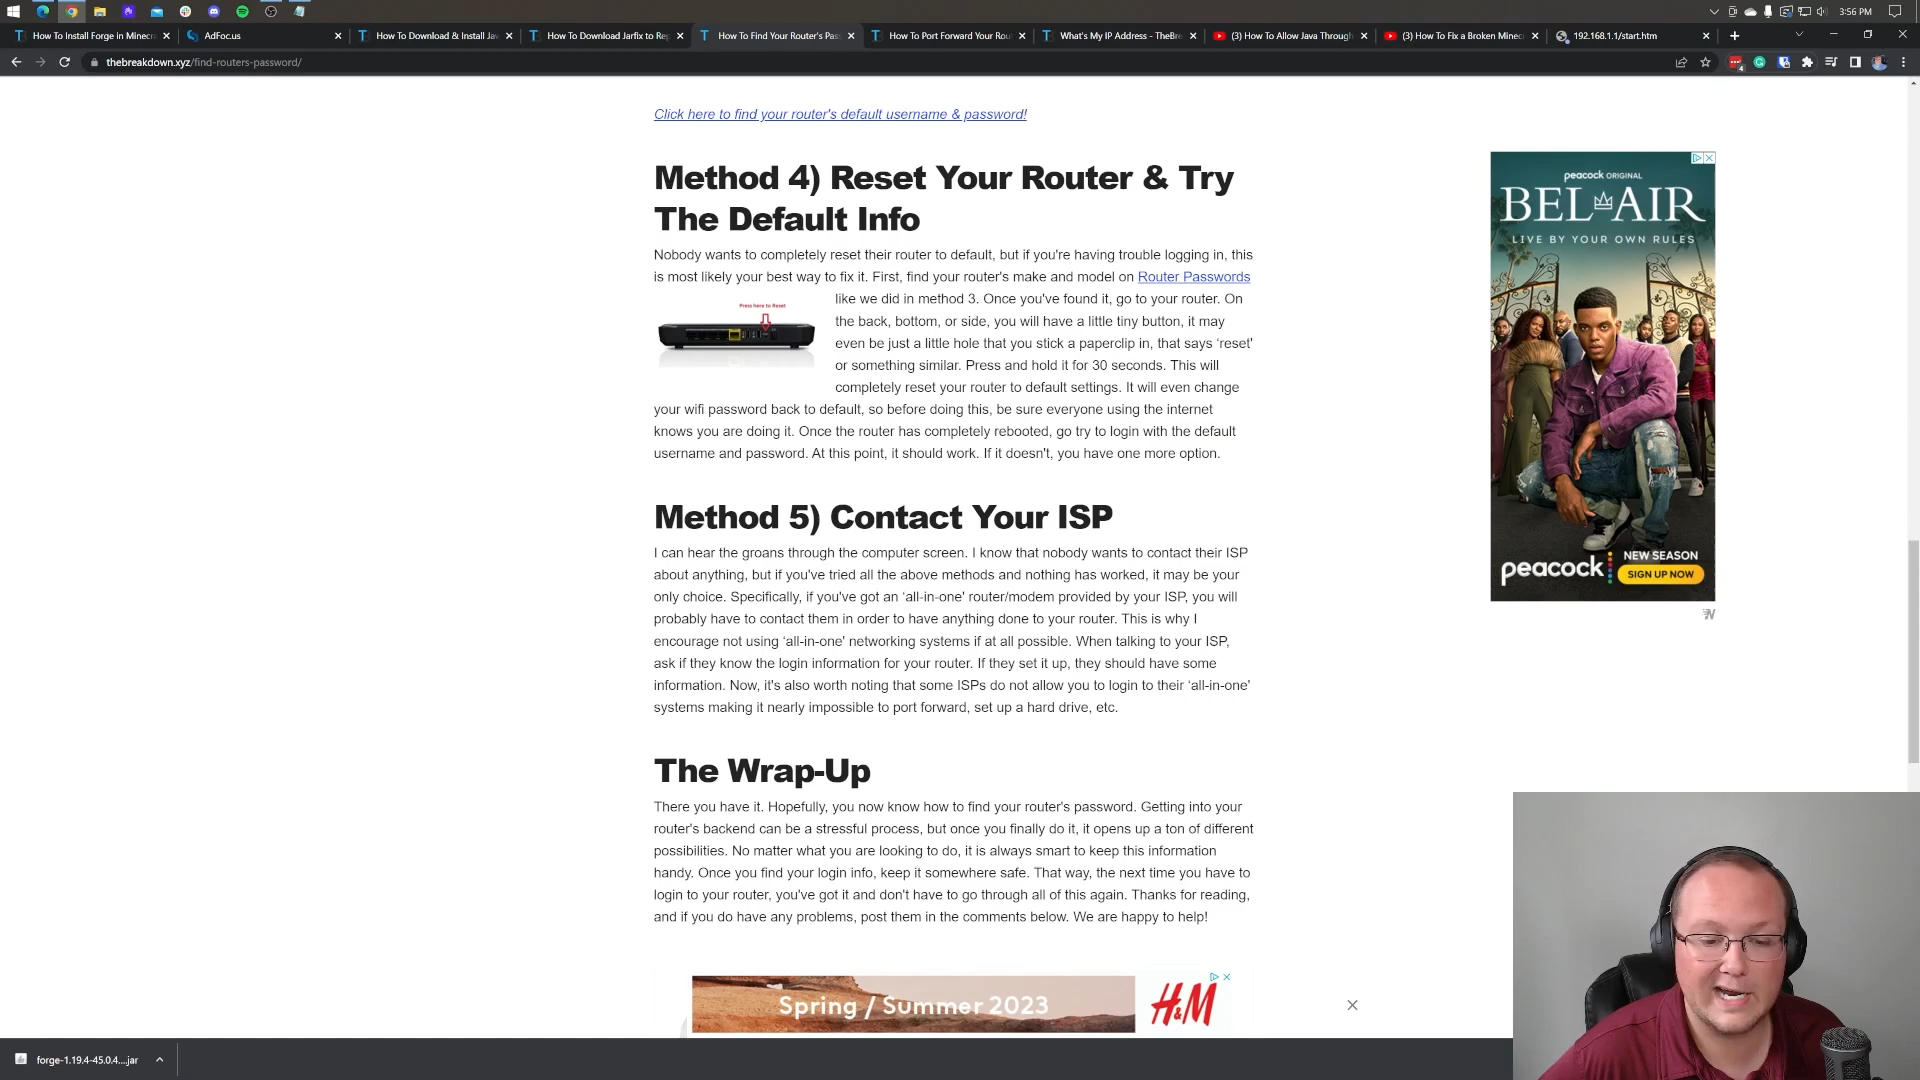 3:56 PM
How To Install Forge in Minecr
AdFoc.us
How To Download & Install Jav
How To Download Jarfix to Rep
How To Find Your Router's Pas
How To Port Forward Your Rou
What's My IP Address - TheBre
(3) How To Allow Java Through
(3) How To Fix a Broken Minec
192.168.1.1/start.htm
thebreakdown.xyz/find-routers-password/
Click here to find your router's default username & password!
Method 4) Reset Your Router & Try
The Default Info
Nobody wants to completely reset their router to default, but if you're having trouble logging in, this
is most likely your best way to fix it. First, find your router's make and model on Router Passwords
like we did in method 3. Once you've found it, go to your router. On
the back, bottom, or side, you will have a little tiny button, it may
even be just a little hole that you stick a paperclip in, that says ‘reset'
or something similar. Press and hold it for 30 seconds. This will
completely reset your router to default settings. It will even change
your wifi password back to default, so before doing this, be sure everyone using the internet
knows you are doing it. Once the router has completely rebooted, go try to login with the default
username and password. At this point, it should work. If it doesn't, you have one more option.
Press here to Reset
Method 5) Contact Your ISP
I can hear the groans through the computer screen. I know that nobody wants to contact their ISP
about anything, but if you've tried all the above methods and nothing has worked, it may be your
only choice. Specifically, if you've got an ‘all-in-one' router/modem provided by your ISP, you will
probably have to contact them in order to have anything done to your router. This is why I
encourage not using ‘all-in-one' networking systems if at all possible. When talking to your ISP,
ask if they know the login information for your router. If they set it up, they should have some
information. Now, it's also worth noting that some ISPs do not allow you to login to their ‘all-in-one'
systems making it nearly impossible to port forward, set up a hard drive, etc.
The Wrap-Up
There you have it. Hopefully, you now know how to find your router's password. Getting into your
router's backend can be a stressful process, but once you finally do it, it opens up a ton of different
possibilities. No matter what you are looking to do, it is always smart to keep this information
handy. Once you find your login info, keep it somewhere safe. That way, the next time you have to
login to your router, you've got it and don't have to go through all of this again. Thanks for reading,
and if you do have any problems, post them in the comments below. We are happy to help!
peacock ORIGINAL
BEL AIR
LIVE BY YOUR OWN RULES
peacock
NEW SEASON
SIGN UP NOW
Spring / Summer 2023
H&M
forge-1.19.4-45.0.4....jar